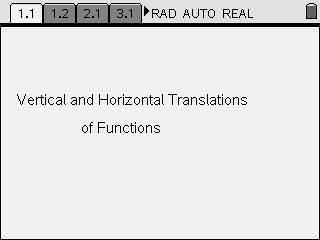 1.1 1.2 2.1 3.1 RAD AUTO REAL
Vertical and Horizontal Translations
of Functions